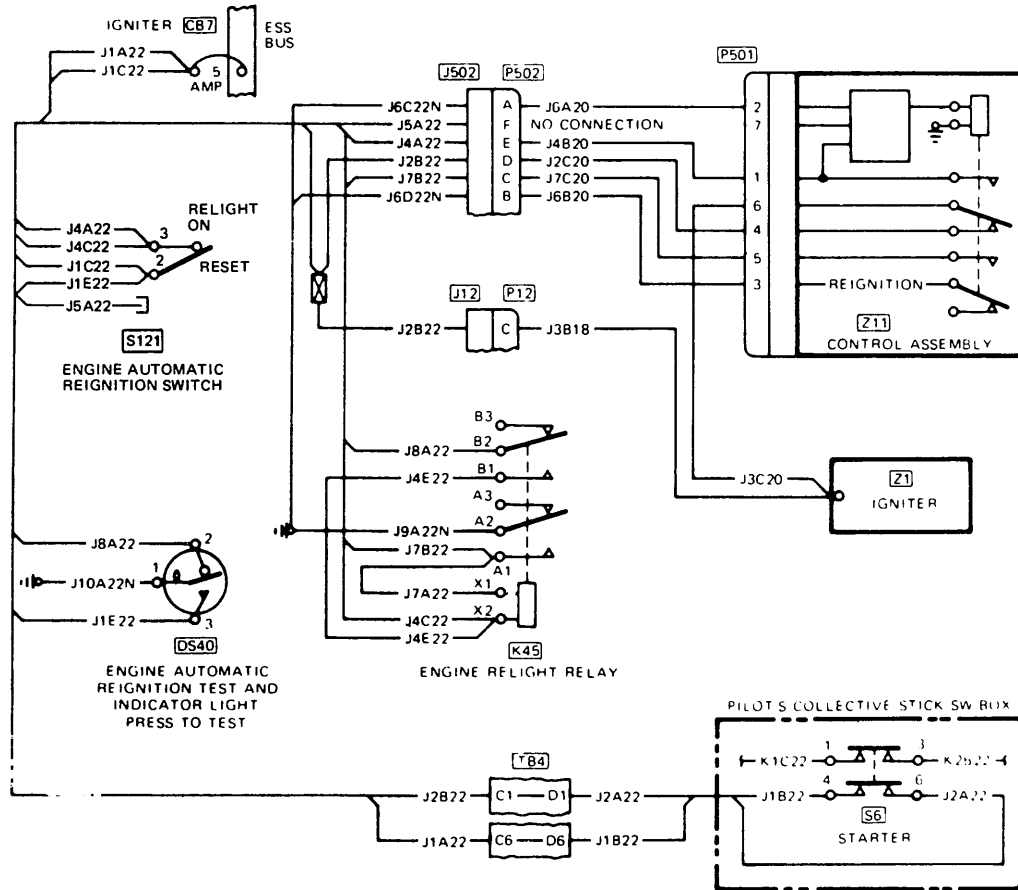 IGNITER CB7
ESS
BUS
J1A22
J1C22
5
AMP
J502 P502
P501
J6C22N A J6A20 2
J5A22 F NO CONNECTION 7
J4A22 E J4B20
J2B22 D J2C20
J7B22 C J7C20 1
J6D22N B J6B20 6
4
5
3 REIGNITION
Z11
CONTROL ASSEMBLY
RELIGHT
ON
J4A22 3
J4C22
J1C22 2 RESET
J1E22
J5A22
S121
ENGINE AUTOMATIC
REIGNITION SWITCH
J12 P12
J2B22 C J3B18
B3
J8A22 B2
J4E22 B1
A3
J9A22N A2
J7B22
A1
J7A22 X1
J4C22 X2
J4E22
K45
ENGINE RELIGHT RELAY
J3C20
Z1
IGNITER
J8A22 2
J10A22N 1
J1E22 3
DS40
ENGINE AUTOMATIC
REIGNITION TEST AND
INDICATOR LIGHT
PRESS TO TEST
PILOT S COLLECTIVE STICK SW BOX
K1C22 1 3 K2B22
J1B22 4 6 J2A22
S6
STARTER
TB4
J2B22 C1 D1 J2A22
J1A22 C6 D6 J1B22